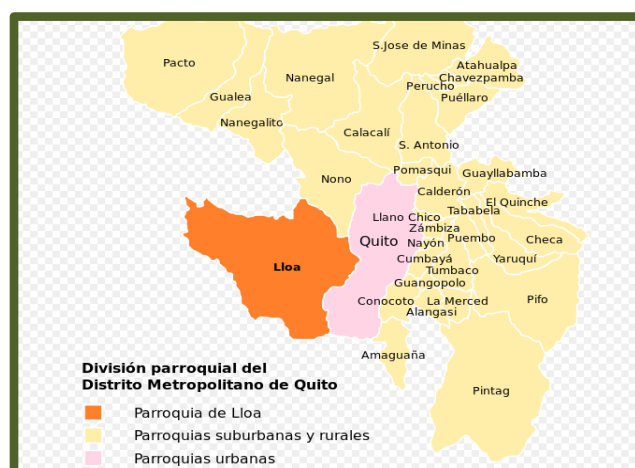 S.Jose de Minas
Pacto
Atahualpa
Nanegal
Chavezpamba
Perucho
Gualea
Puéllaro
Nanegalito
Calacalí
S. Antonio
Pomasqui
Guayllabamba
Nono
Calderón
El Quinche
Llano Chico
Tababela
Zámbiza
Quito
Nayón
Puembo
Checa
Lloa
Cumbayá
Yaruquí
Tumbaco
Guangopolo
Conocoto
La Merced
Pifo
Alangasi
Amaguaña
Pintag
División parroquial del
Distrito Metropolitano de Quito
Parroquia de Lloa
Parroquias suburbanas y rurales
Parroquias urbanas